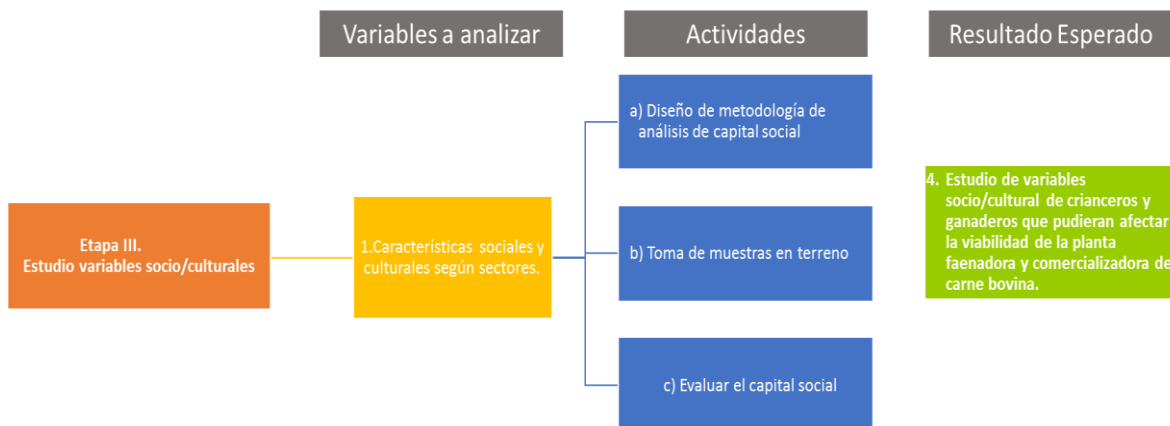 Variables a analizar
Actividades
Resultado Esperado
Etapa III.
Estudio variables socio/culturales
1.Características sociales y
culturales según sectores.
a) Diseño de metodología de
análisis de capital social
b) Toma de muestras en terreno
c) Evaluar el capital social
4. Estudio de variables
socio/cultural de crianceros y
ganaderos que pudieran afectar
la viabilidad de la planta
faenadora y comercializadora de
carne bovina.